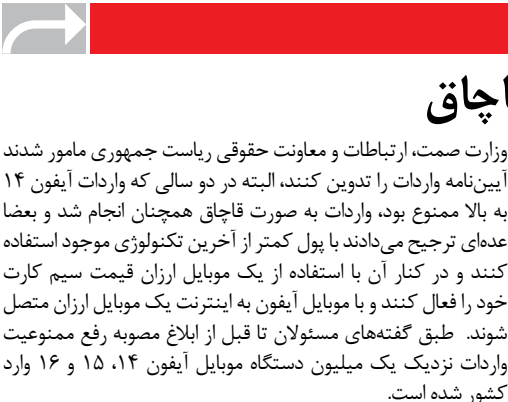 قاچاق
وزارت صمت، ارتباطات و معاونت حقوقی ریاست جمهوری مامور شدند
آیین‌نامه واردات را تدوین کنند، البته در دو سالی که واردات آیفون ۱۴
به بالا ممنوع بود، واردات به صورت قاچاق همچنان انجام شد و بعضا
عده‌ای ترجیح می‌دادند با پول کمتر از آخرین تکنولوژی موجود استفاده
کنند و در کنار آن با استفاده از یک موبایل ارزان قیمت سیم کارت
خود را فعال کنند و با موبایل آیفون به اینترنت یک موبایل ارزان متصل
شوند. طبق گفته‌های مسئولان تا قبل از ابلاغ مصوبه رفع ممنوعیت
واردات نزدیک یک میلیون دستگاه موبایل آیفون ۱۴، ۱۵ و ۱۶ وارد
کشور شده است.